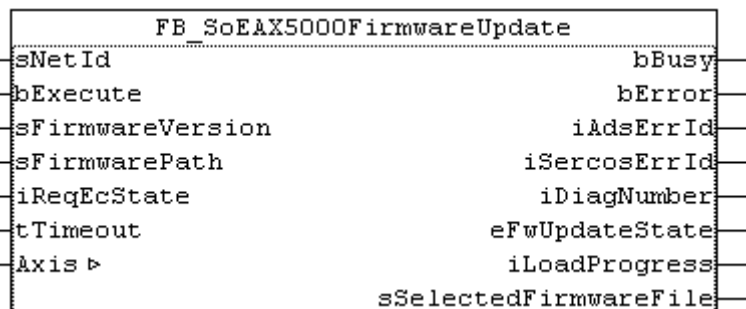 FB_SoEAX5000FirmwareUpdate
sNetId bBusy
bExecute bError
sFirmwareVersion iAdsErrId
sFirmwarePath iSercosErrId
iReqEcState iDiagNumber
tTimeout eFwUpdateState
Axis ▷ iLoadProgress
sSelectedFirmwareFile